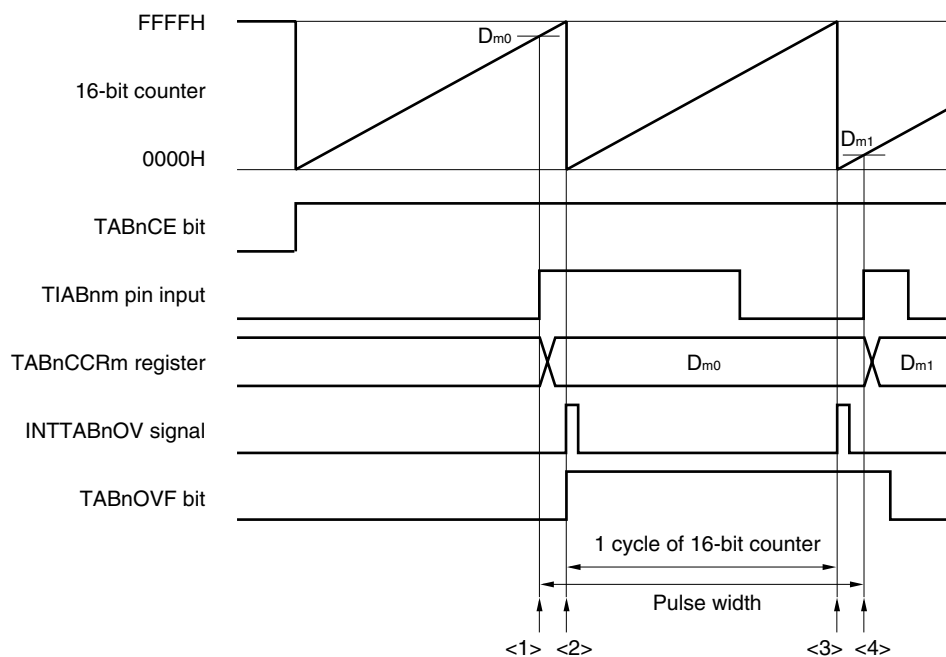 FFFFH
16-bit counter
0000H
Dm0
Dm1
TABnCE bit
TIABnm pin input
TABnCCRm register
Dm0
Dm1
INTTABnOV signal
TABnOVF bit
1 cycle of 16-bit counter
Pulse width
<1> <2> <3> <4>